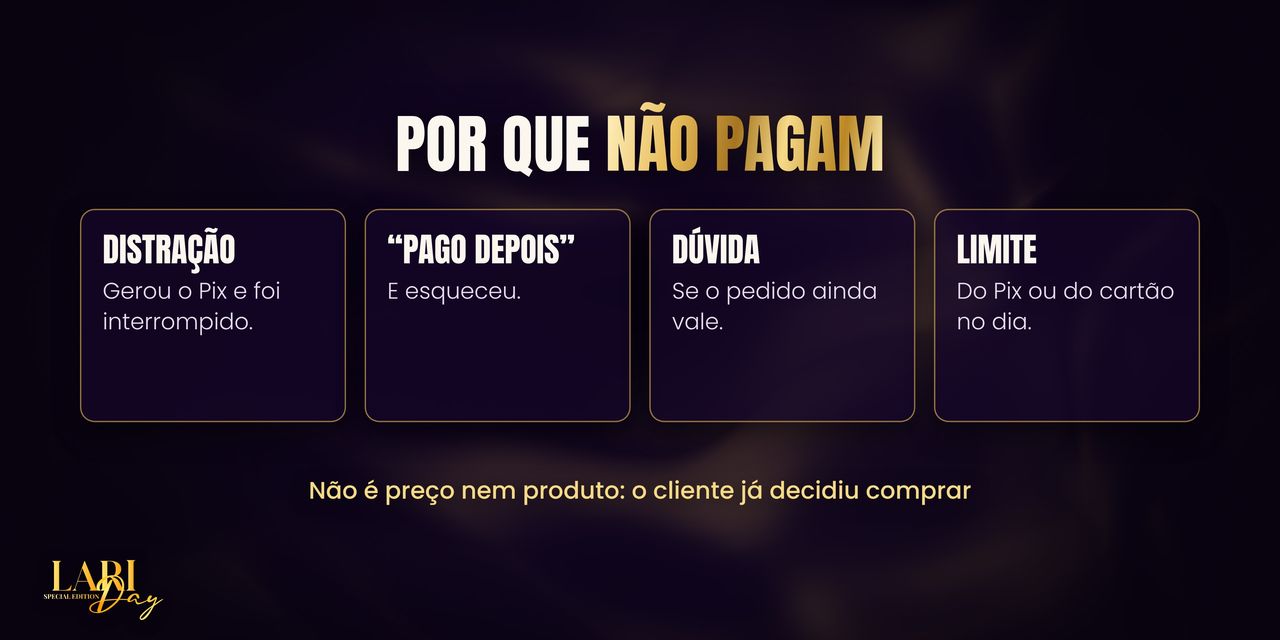 POR QUE NÃO PAGAM
DISTRAÇÃO
Gerou o Pix e foi
interrompido.
“PAGO DEPOIS”
E esqueceu.
DÚVIDA
Se o pedido ainda
vale.
LIMITE
Do Pix ou do cartão
no dia.
Não é preço nem produto: o cliente já decidiu comprar
LABI
SPECIAL EDITION Day